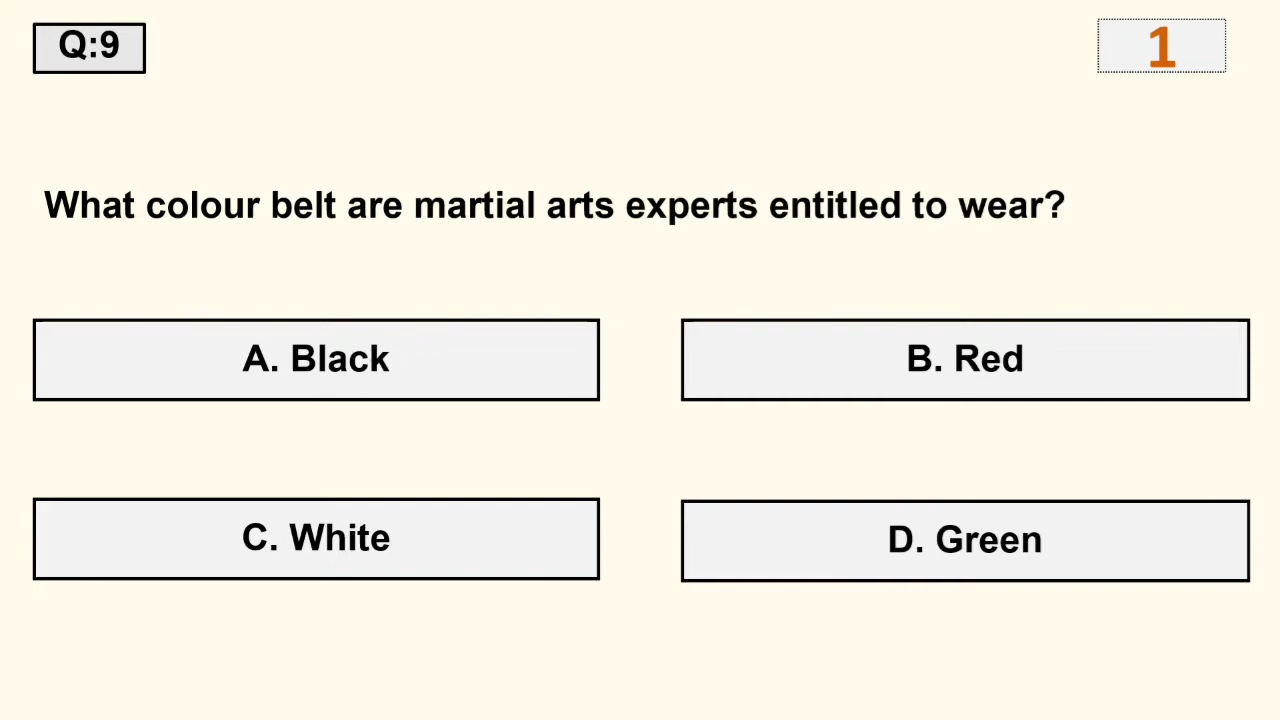 Q:9
1
What colour belt are martial arts experts entitled to wear?
A. Black
B. Red
C. White
D. Green